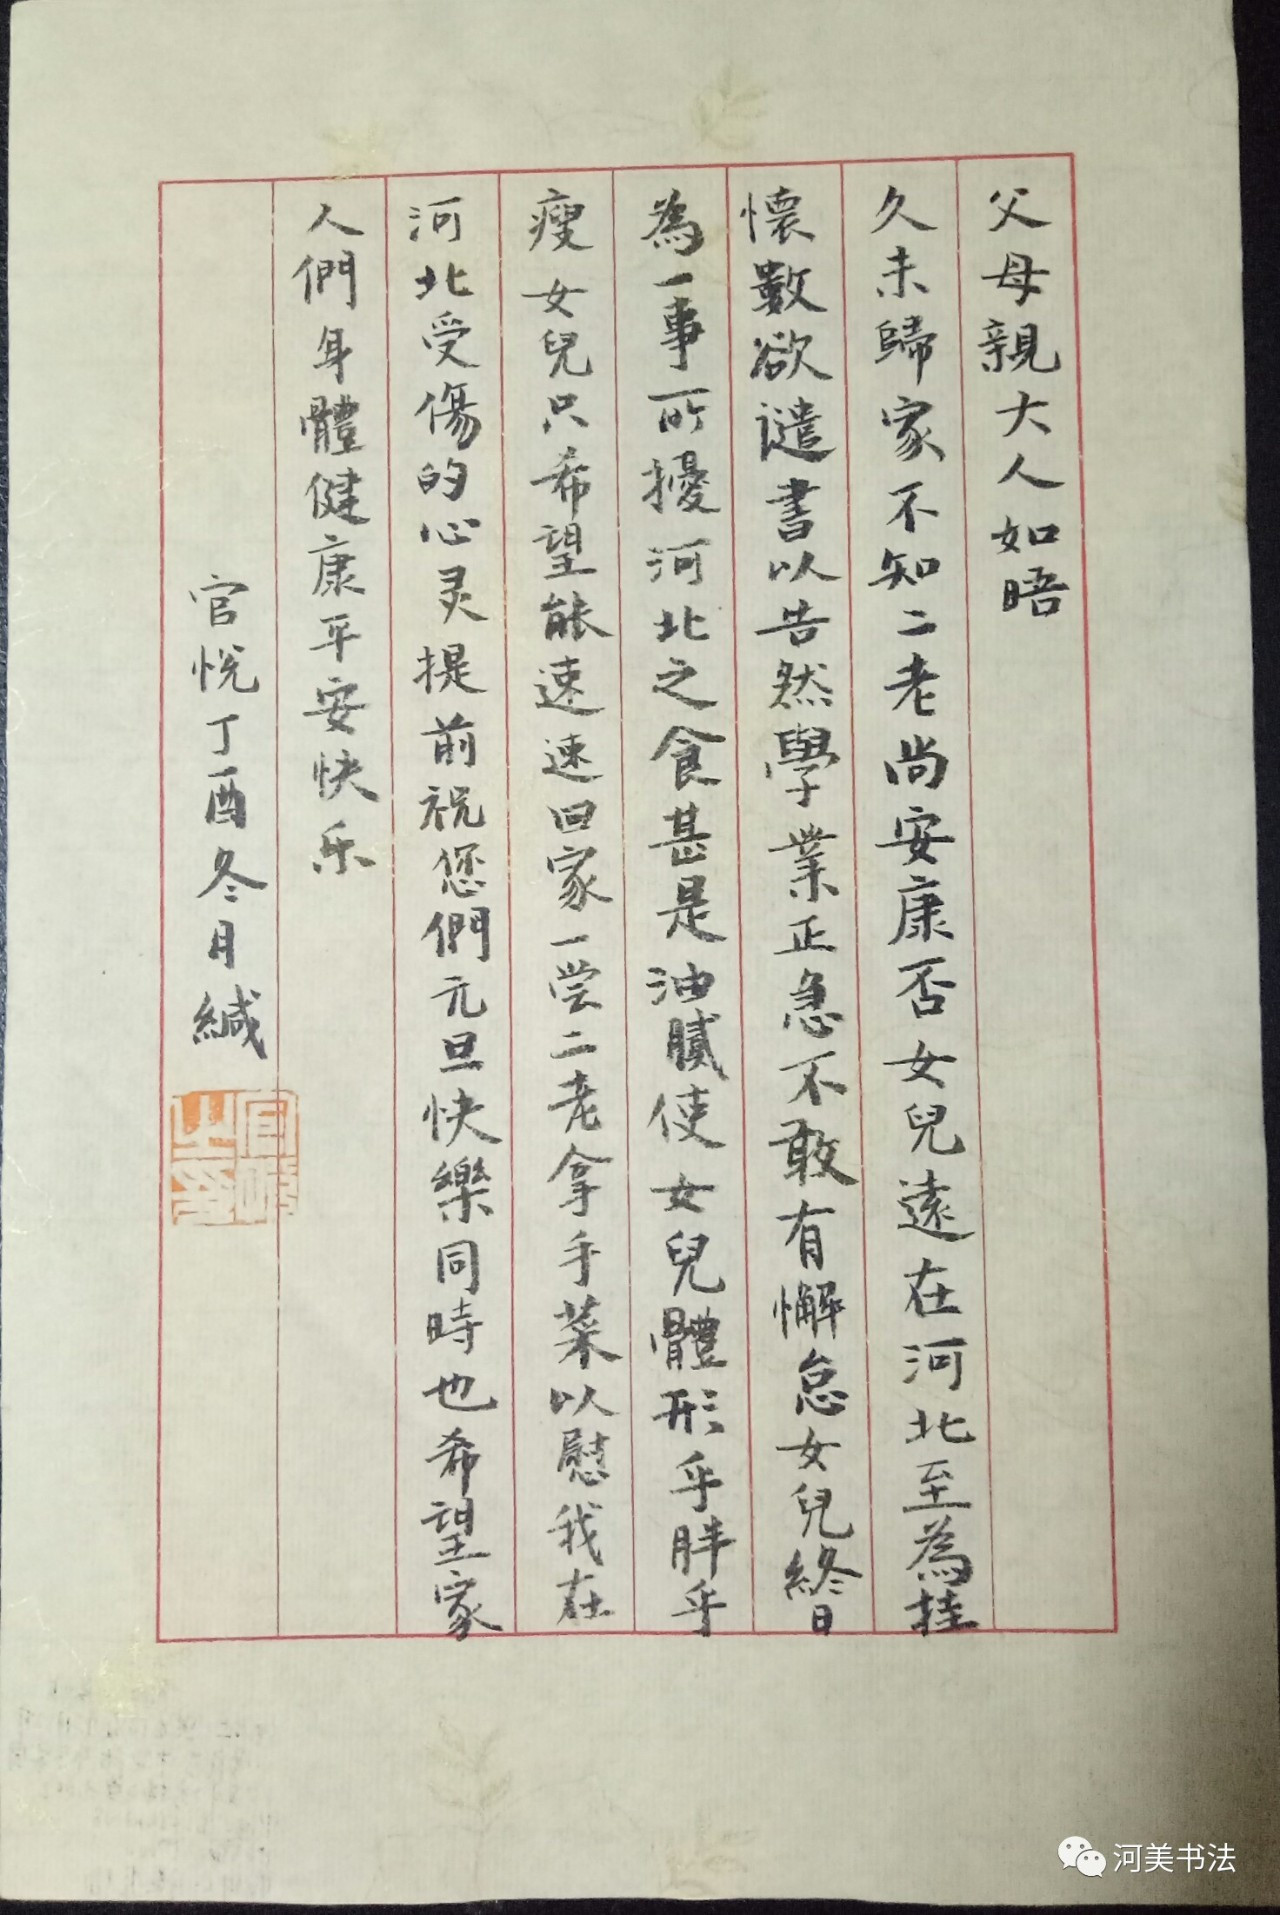 父母親大人如晤
久未歸家不知二老尚安康否女兒遠在河北至為挂
懷數欲譴書以告然學業正急不敢有懈怠女兒終日
為一事所擾河北之食甚是油膩使女兒體形乎胖乎
瘦女兒只希望能速速回家一尝二老拿手菜以慰我在
河北受傷的心灵提前祝您們元旦快樂同時也希望家
人們身體健康平安快乐
官悦丁酉冬月緘
河美书法